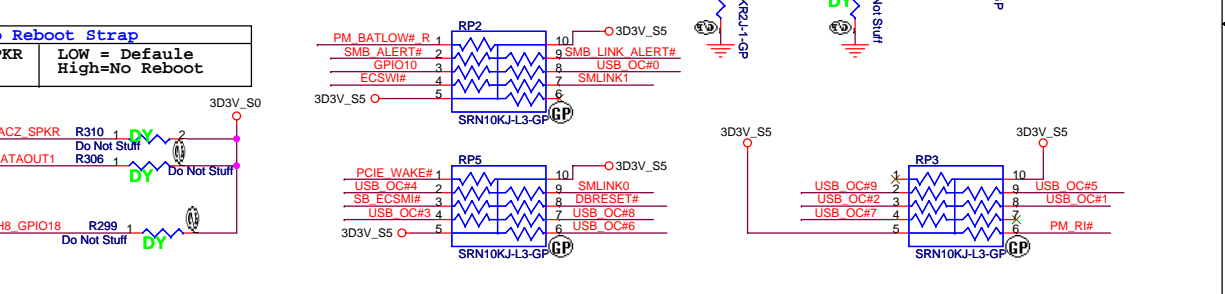 Reboot Strap
PKR
LOW = Defaule
High=No Reboot
3D3V_S0
ACZ_SPKR
R310
1
DY
2
Do Not Stuff
ATAOUT1
R306
1
DY
Do Not Stuff
H8_GPIO18
R299
1
DY
Do Not Stuff
RP2
PM_BATLOW#_R
1
10
3D3V_S5
SMB_ALERT#
2
9
SMB_LINK_ALERT#
GPIO10
3
8
USB_OC#0
ECSWI#
4
7
SMLINK1
3D3V_S5
5
6
GP
SRN10KJ-L3-GP
RP5
PCIE_WAKE#
1
10
3D3V_S5
USB_OC#4
2
9
SMLINK0
SB_ECSMI#
3
8
DBRESET#
USB_OC#3
4
7
USB_OC#8
3D3V_S5
5
6
USB_OC#6
SRN10KJ-L3-GP
GP
KR2J-1-GP
DY
Not Stuff
GP
3D3V_S5
3D3V_S5
RP3
1
10
USB_OC#9
2
9
USB_OC#5
USB_OC#2
3
8
USB_OC#1
USB_OC#7
4
7
5
6
PM_RI#
SRN10KJ-L3-GP
GP